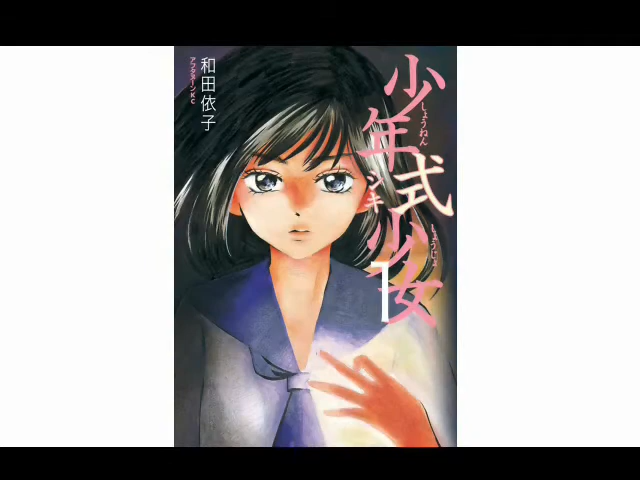 少年式少女
しょうねん
シキ
しょうじょ
1
和田依子
アフタヌーンKC